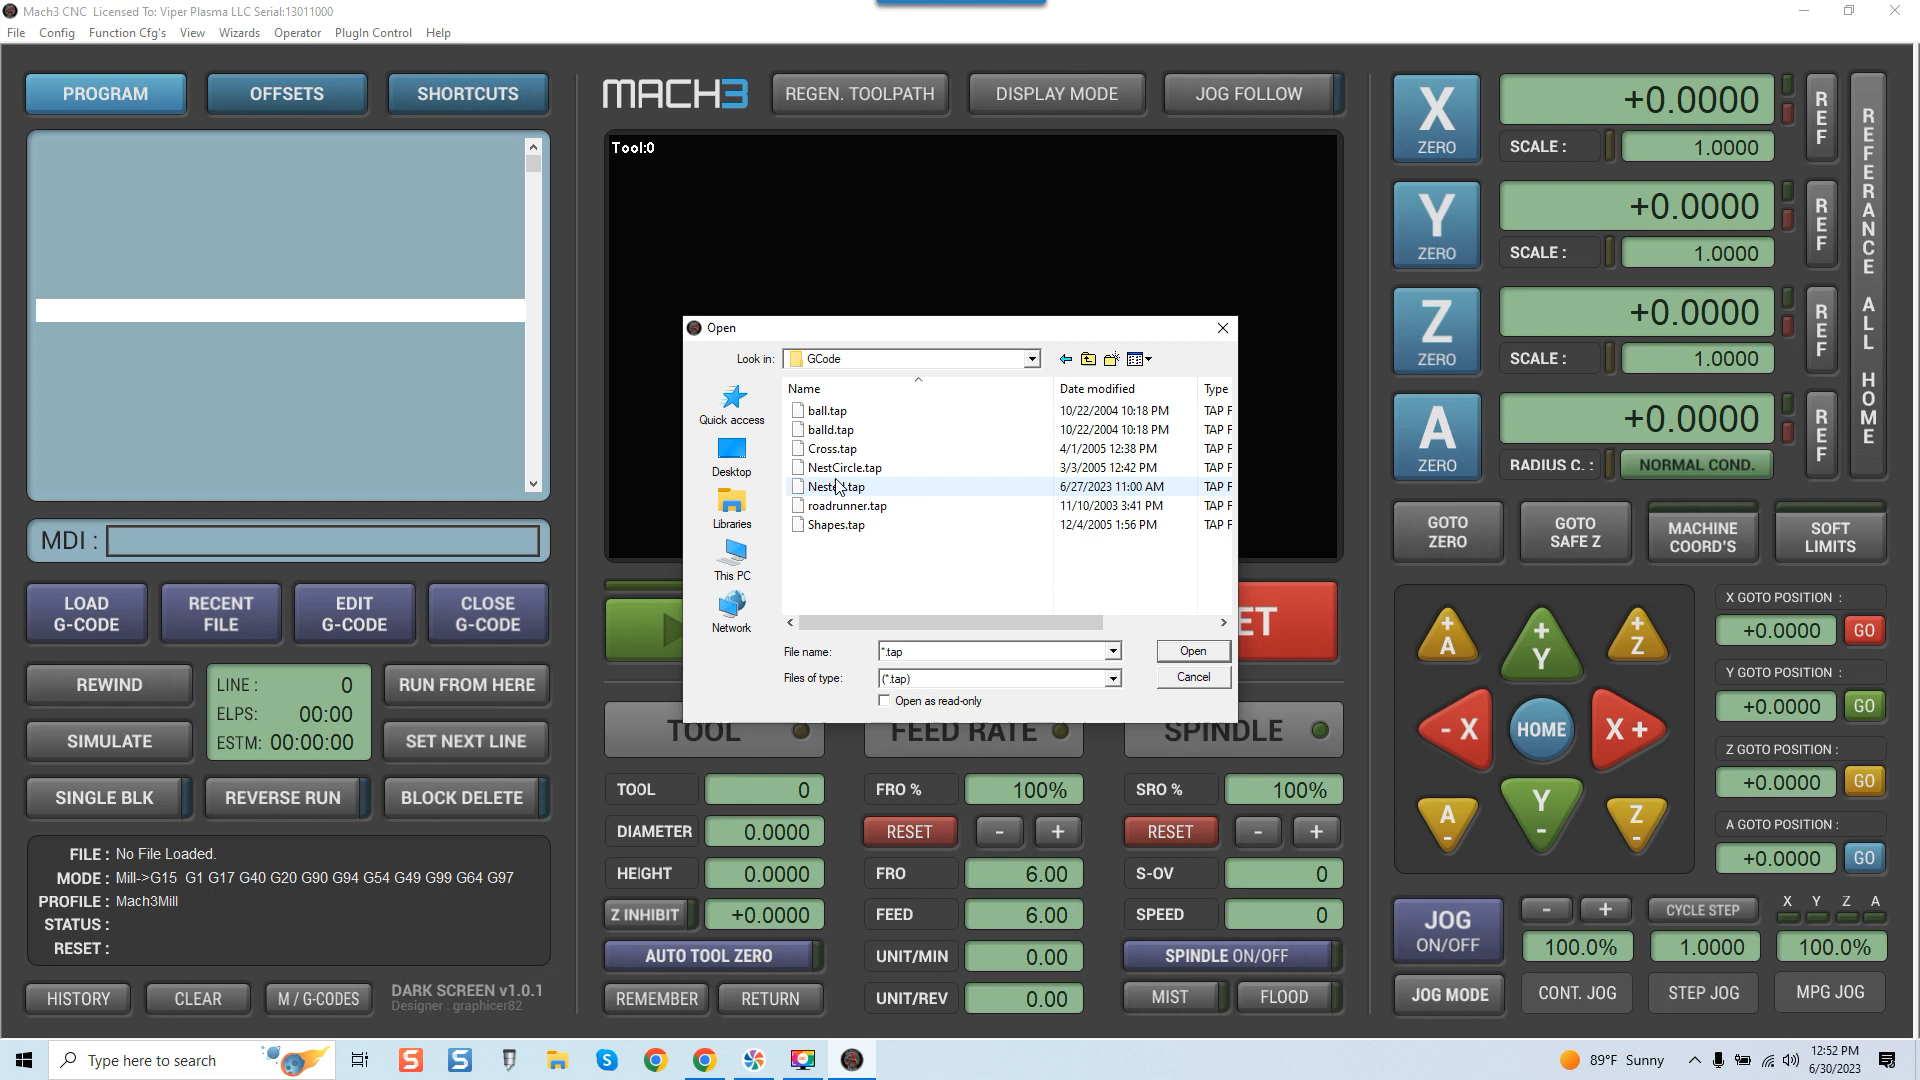 Mach3 CNC Licensed To: Viper Plasma LLC Serial:13011000
File Config Function Cfg's View Wizards Operator PlugIn Control Help
PROGRAM OFFSETS SHORTCUTS
MACH3 REGEN. TOOLPATH DISPLAY MODE JOG FOLLOW
Tool:0
MDI :
LOAD G-CODE
RECENT FILE
EDIT G-CODE
CLOSE G-CODE
REWIND
LINE : 0
ELPS: 00:00
ESTM: 00:00:00
RUN FROM HERE
SIMULATE
SET NEXT LINE
SINGLE BLK REVERSE RUN BLOCK DELETE
FILE : No File Loaded.
MODE : Mill->G15 G1 G17 G40 G20 G90 G94 G54 G49 G99 G64 G97
PROFILE : Mach3Mill
STATUS :
RESET :
HISTORY CLEAR M / G-CODES
DARK SCREEN v1.0.1
Designer : graphicer82
Open
Look in: GCode
Quick access
Desktop
Libraries
This PC
Network
Name Date modified Type
ball.tap 10/22/2004 10:18 PM TAP F
balld.tap 10/22/2004 10:18 PM TAP F
Cross.tap 4/1/2005 12:38 PM TAP F
NestCircle.tap 3/3/2005 12:42 PM TAP F
.tap 6/27/2023 11:00 AM TAP F
roadrunner.tap 11/10/2003 3:41 PM TAP F
Shapes.tap 12/4/2005 1:56 PM TAP F
File name: *.tap Open
Files of type: (*.tap) Cancel
Open as read-only
ET
TOOL FEED RATE SPINDLE
TOOL 0
DIAMETER 0.0000
HEIGHT 0.0000
Z INHIBIT +0.0000
AUTO TOOL ZERO
REMEMBER RETURN
FRO % 100%
RESET - +
FRO 6.00
FEED 6.00
UNIT/MIN 0.00
UNIT/REV 0.00
SRO % 100%
RESET - +
S-OV 0
SPEED 0
SPINDLE ON/OFF
MIST FLOOD
X ZERO
+0.0000
SCALE : 1.0000
REF
Y ZERO
+0.0000
SCALE : 1.0000
REF
Z ZERO
+0.0000
SCALE : 1.0000
REF
A ZERO
+0.0000
RADIUS C. : NORMAL COND.
REF
REFERANCE ALL HOME
GOTO ZERO
GOTO SAFE Z
MACHINE COORD'S
SOFT LIMITS
+ A
+ Y
+ Z
- X
HOME
X +
A -
Y -
Z -
X GOTO POSITION :
+0.0000 GO
Y GOTO POSITION :
+0.0000 GO
Z GOTO POSITION :
+0.0000 GO
A GOTO POSITION :
+0.0000 GO
JOG ON/OFF
- +
100.0%
CYCLE STEP
1.0000
X Y Z A
100.0%
JOG MODE CONT. JOG STEP JOG MPG JOG
Type here to search
89°F Sunny
12:52 PM
6/30/2023